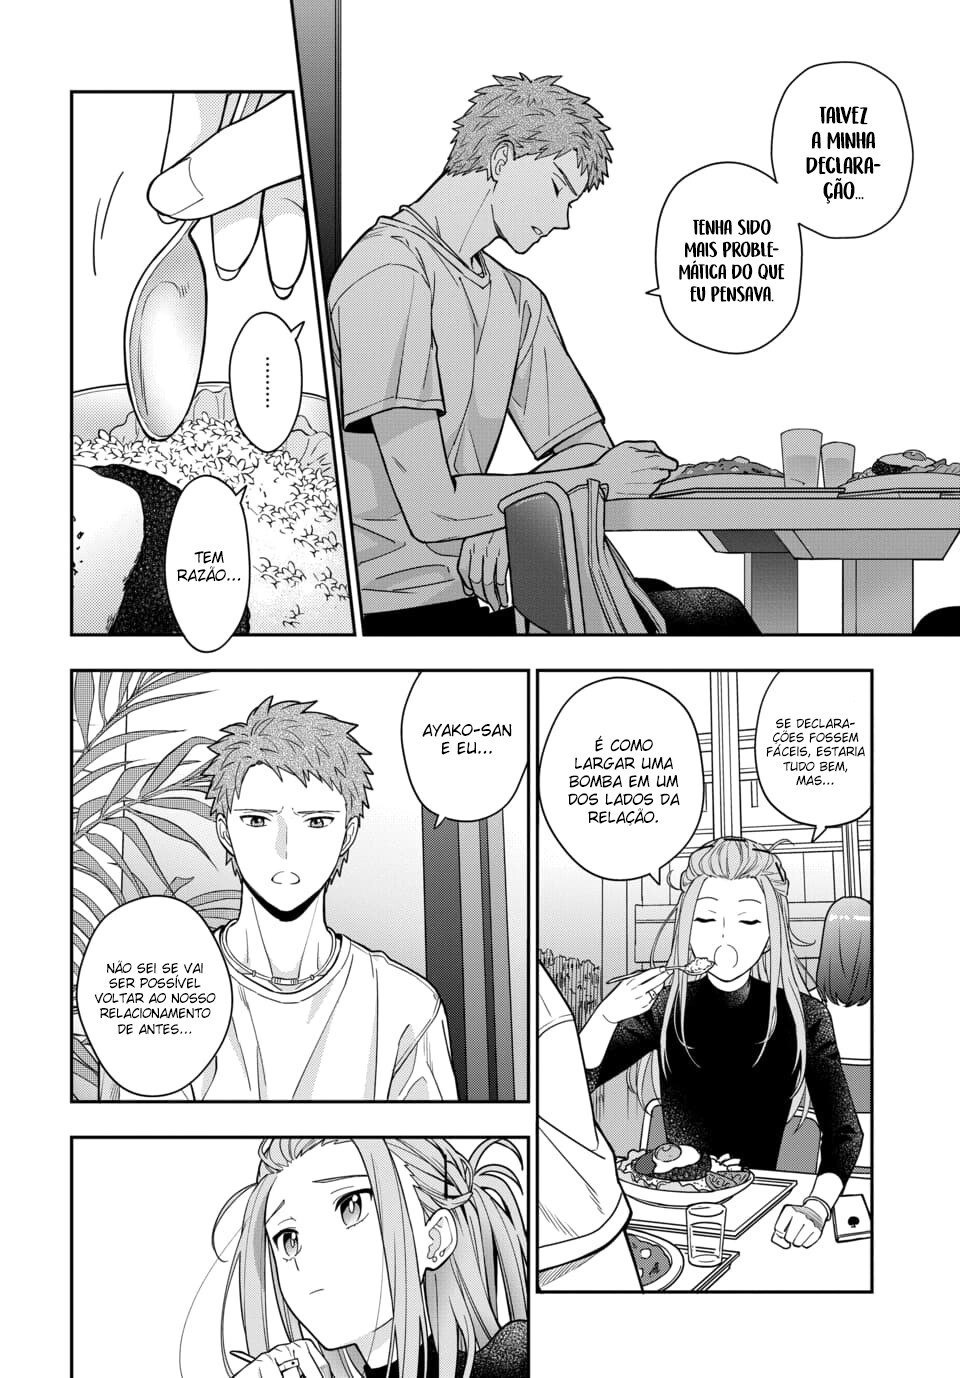 TALVEZ
A MINHA
DECLARA-
ÇÃO...
TENHA SIDO
MAIS PROBLE-
MÁTICA DO QUE
EU PENSAVA.
.........
TEM
RAZÃO...
SE DECLARA-
ÇÕES FOSSEM
FÁCEIS, ESTARIA
TUDO BEM,
MAS...
É COMO
LARGAR UMA
BOMBA EM UM
DOS LADOS DA
RELAÇÃO.
AYAKO-SAN
E EU...
NÃO SEI SE VAI
SER POSSÍVEL
VOLTAR AO NOSSO
RELACIONAMENTO
DE ANTES...